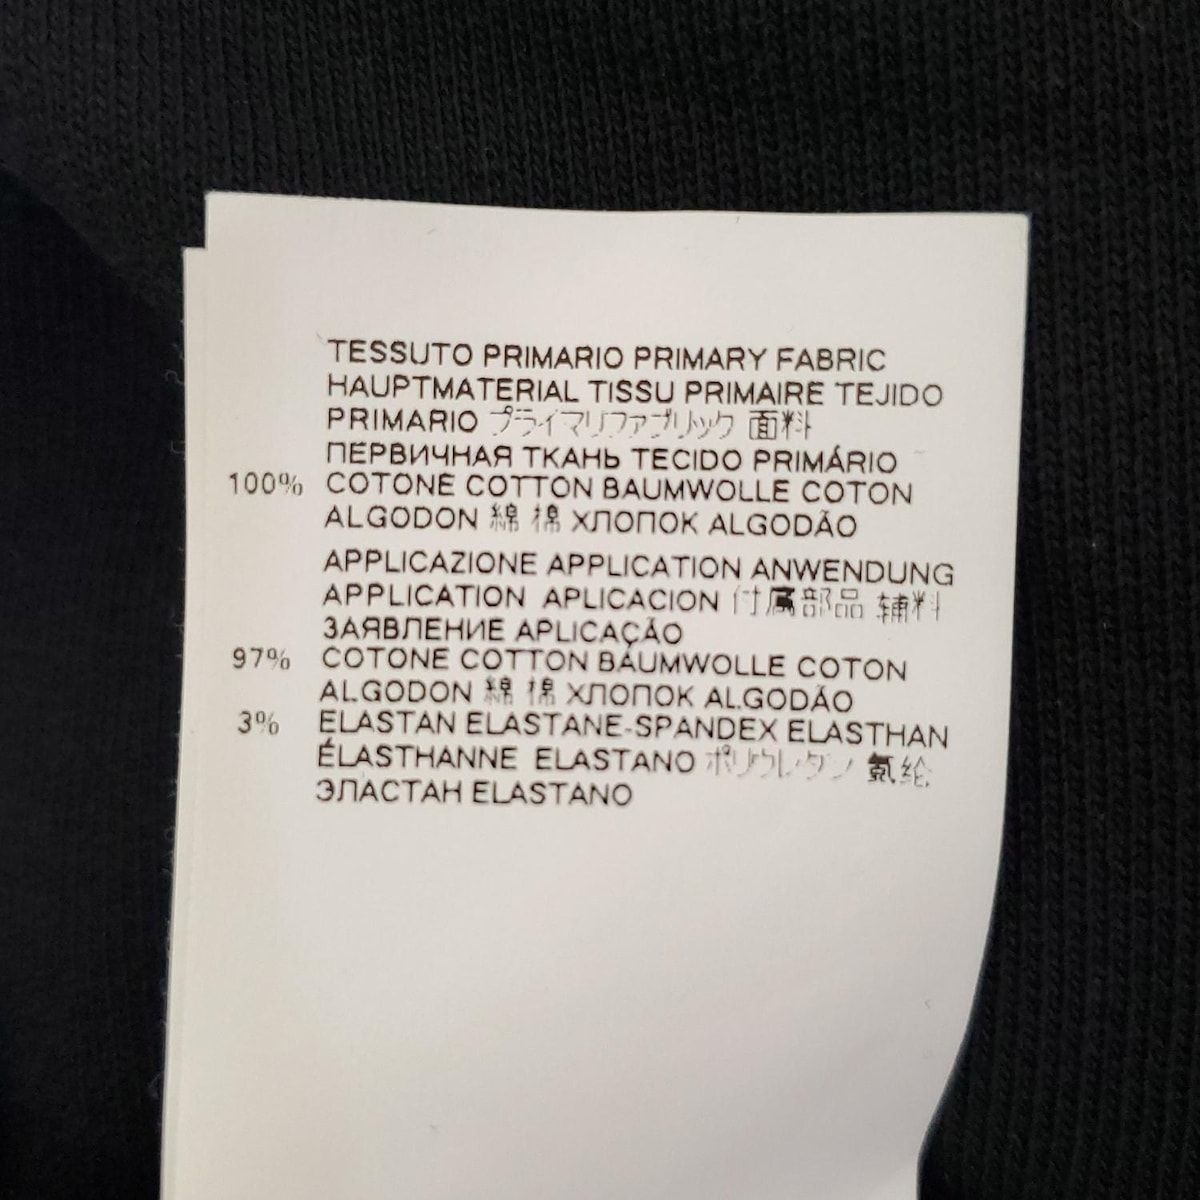 TESSUTO PRIMARIO PRIMARY FABRIC
HAUPTMATERIAL TISSU PRIMAIRE TEJIDO
PRIMARIO プライマリファブリック 面料
ПЕРВИЧНАЯ ТКАНЬ TECIDO PRIMÁRIO
100% COTONE COTTON BAUMWOLLE COTON
ALGODON 綿 棉 ХЛОПОК ALGODÃO
APPLICAZIONE APPLICATION ANWENDUNG
APPLICATION APLICACION 付属部品 辅料
ЗАЯВЛЕНИЕ APLICAÇÃO
97% COTONE COTTON BAUMWOLLE COTON
ALGODON 綿 棉 ХЛОПОК ALGODÃO
3% ELASTAN ELASTANE-SPANDEX ELASTHAN
ÉLASTHANNE ELASTANO ポリウレタン 氨纶
ЭЛАСТАН ELASTANO